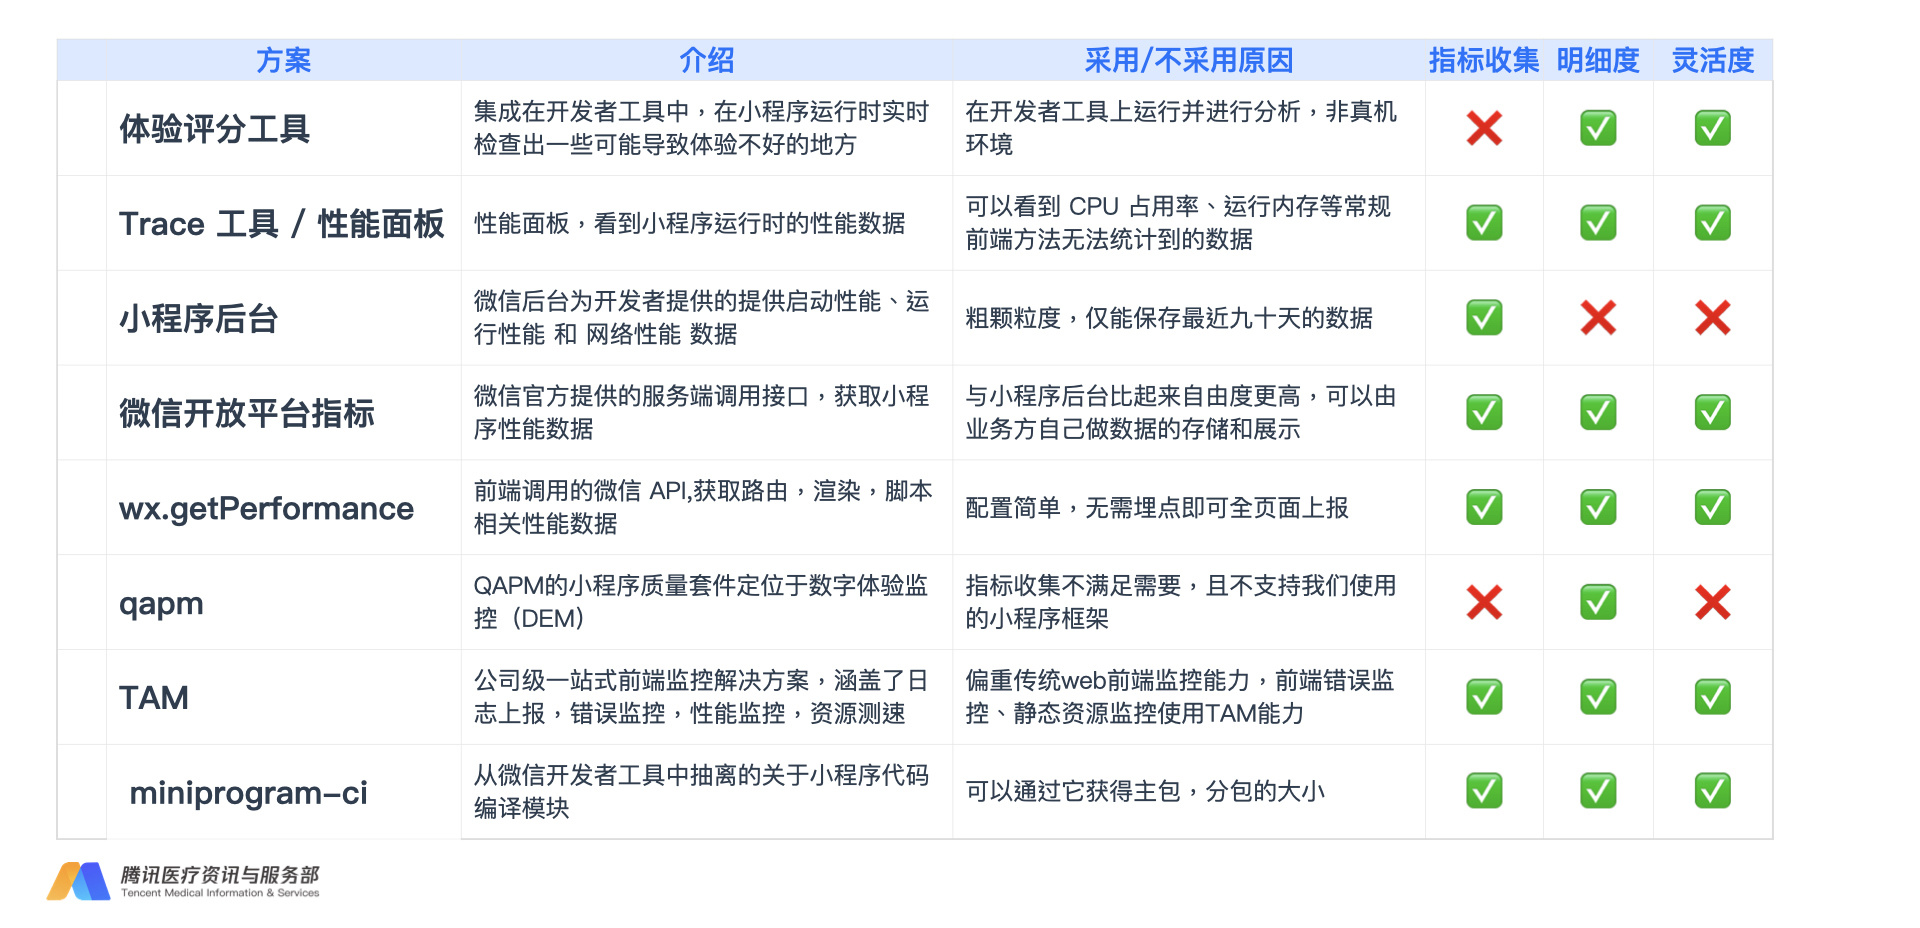 方案 介绍 采用/不采用原因 指标收集 明细度 灵活度
体验评分工具
集成在开发者工具中，在小程序运行时实时
检查出一些可能导致体验不好的地方
在开发者工具上运行并进行分析，非真机
环境
❌ ✅ ✅
Trace 工具 / 性能面板
性能面板，看到小程序运行时的性能数据
可以看到 CPU 占用率、运行内存等常规
前端方法无法统计到的数据
✅ ✅ ✅
小程序后台
微信后台为开发者提供的提供启动性能、运
行性能 和 网络性能 数据
粗颗粒度，仅能保存最近九十天的数据
✅ ❌ ❌
微信开放平台指标
微信官方提供的服务端调用接口，获取小程
序性能数据
与小程序后台比起来自由度更高，可以由
业务方自己做数据的存储和展示
✅ ✅ ✅
wx.getPerformance
前端调用的微信 API,获取路由，渲染，脚本
相关性能数据
配置简单，无需埋点即可全页面上报
✅ ✅ ✅
qapm
QAPM的小程序质量套件定位于数字体验监
控（DEM）
指标收集不满足需要，且不支持我们使用
的小程序框架
❌ ✅ ❌
TAM
公司级一站式前端监控解决方案，涵盖了日
志上报，错误监控，性能监控，资源测速
偏重传统web前端监控能力，前端错误监
控、静态资源监控使用TAM能力
✅ ✅ ✅
miniprogram-ci
从微信开发者工具中抽离的关于小程序代码
编译模块
可以通过它获得主包，分包的大小
✅ ✅ ✅
腾讯医疗资讯与服务部
Tencent Medical Information & Services